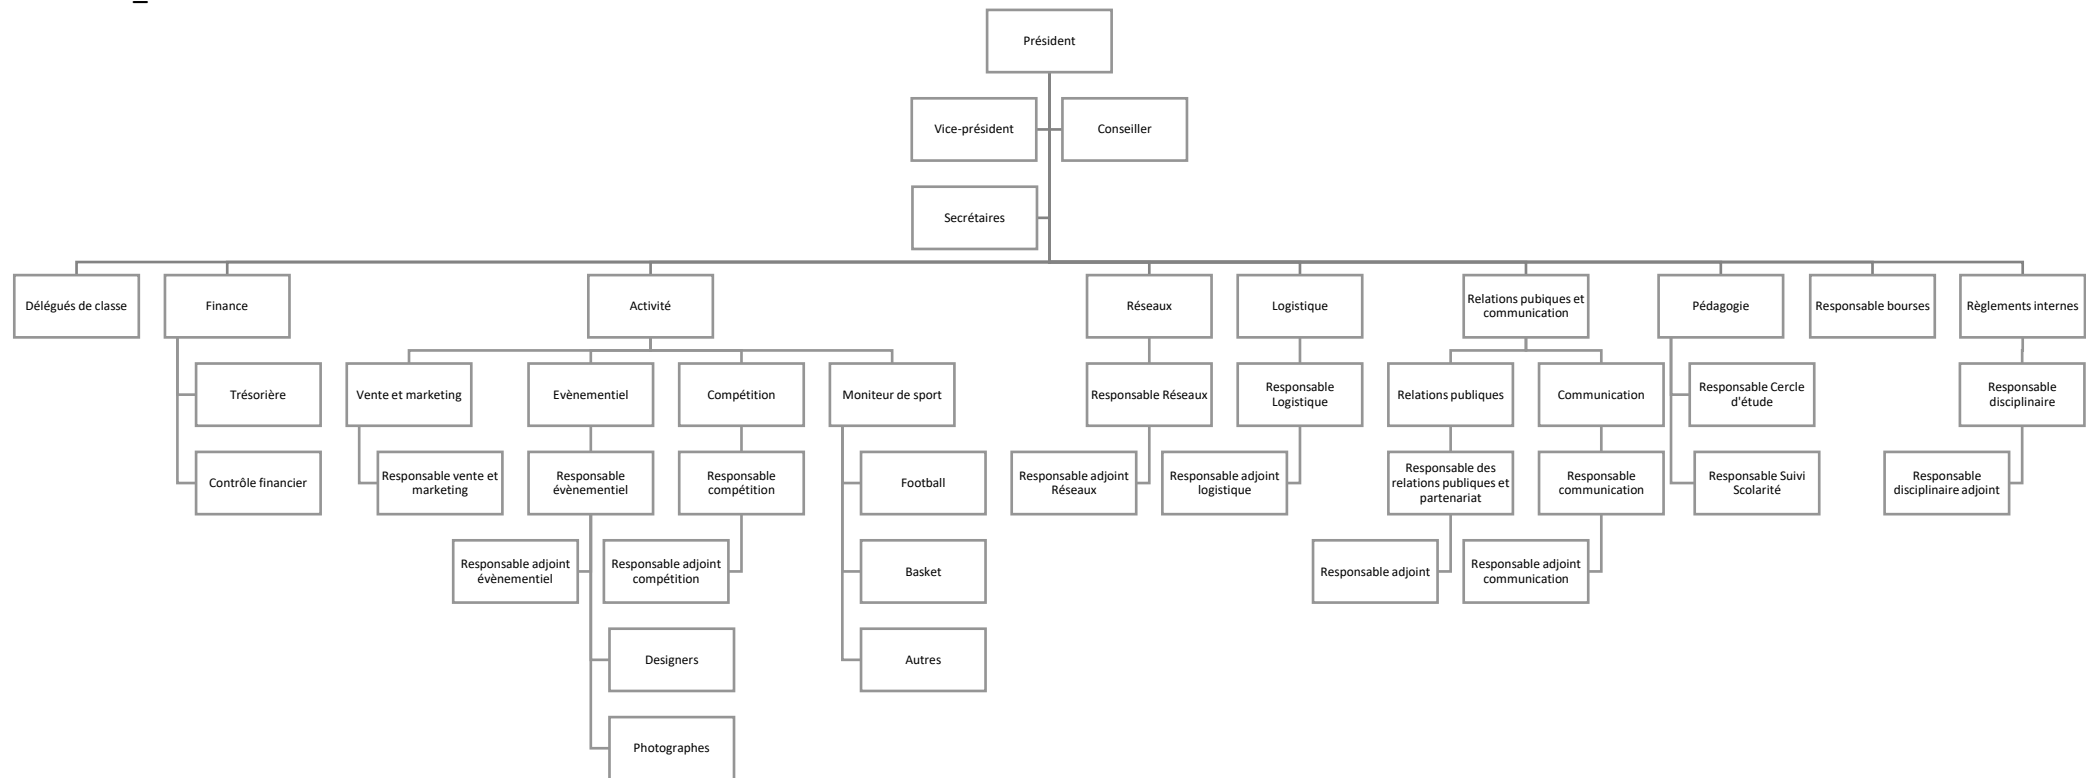 Président
Vice-président
Conseiller
Secrétaires
Délégués de classe
Finance
Activité
Réseaux
Logistique
Relations pubiques et
communication
Pédagogie
Responsable bourses
Règlements internes
Trésorière
Vente et marketing
Evènementiel
Compétition
Moniteur de sport
Responsable Réseaux
Responsable
Logistique
Relations publiques
Communication
Responsable Cercle
d'étude
Responsable
disciplinaire
Contrôle financier
Responsable vente et
marketing
Responsable
évènementiel
Responsable
compétition
Football
Responsable adjoint
Réseaux
Responsable adjoint
logistique
Responsable des
relations publiques et
partenariat
Responsable
communication
Responsable Suivi
Scolarité
Responsable
disciplinaire adjoint
Responsable adjoint
évènementiel
Responsable adjoint
compétition
Basket
Responsable adjoint
Responsable adjoint
communication
Designers
Autres
Photographes